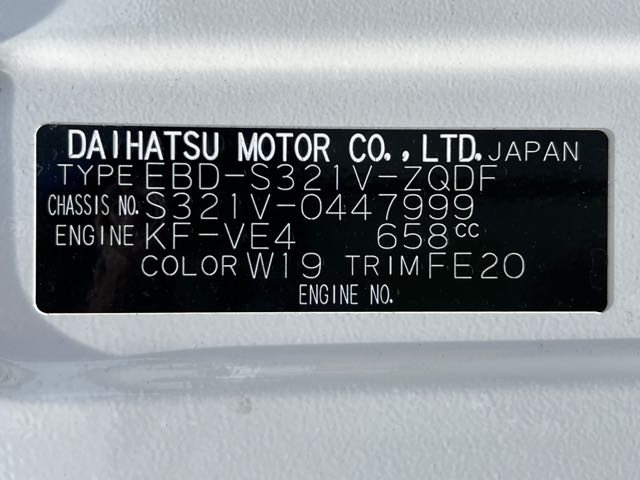 DAIHATSU MOTOR CO., LTD. JAPAN
TYPE EBD-S321V-ZQDF
CHASSIS NO. S321V-0447999
ENGINE KF-VE4 658cc
COLOR W19 TRIM FE20
ENGINE NO.